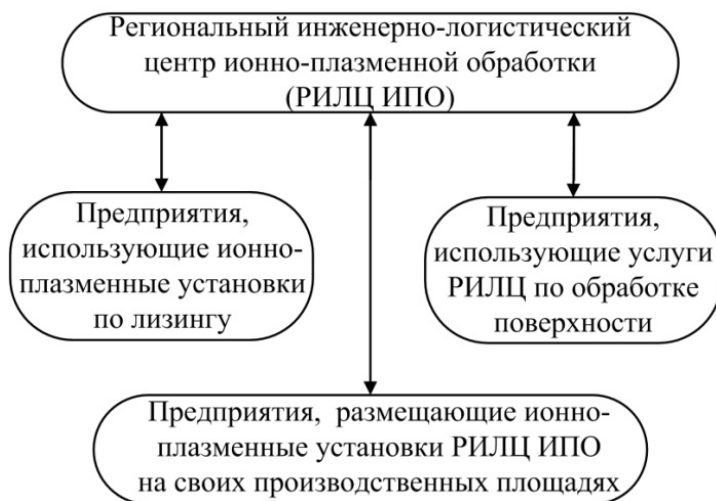 Региональный инженерно-логистический
центр ионно-плазменной обработки
(РИЛЦ ИПО)
Предприятия,
использующие ионно-
плазменные установки
по лизингу
Предприятия,
использующие услуги
РИЛЦ по обработке
поверхности
Предприятия, размещающие ионно-
плазменные установки РИЛЦ ИПО
на своих производственных площадях